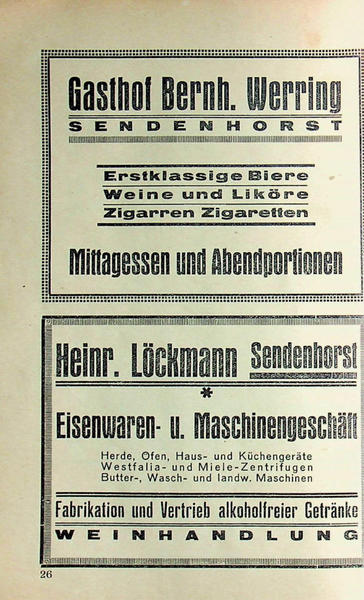 Gasthof Bernh. Werring
SENDENHORST
Erstklassige Biere
Weine und Liköre
Zigarren Zigaretten
Mittagessen und Abendportionen
Heinr. Löckmann Sendenhorst
*
Eisenwaren- u. Maschinengeschäft
Herde, Ofen, Haus- und Küchengeräte
Westfalia- und Miele-Zentrifugen
Butter-, Wasch- und landw. Maschinen
Fabrikation und Vertrieb alkoholfreier Getränke
WEINHANDLUNG
26